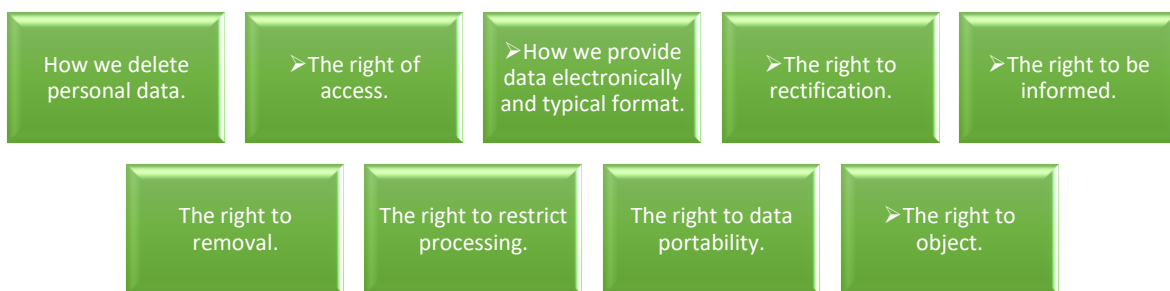 How we delete
personal data.
➢The right of
access.
➢How we provide
data electronically
and typical format.
➢The right to
rectification.
➢The right to be
informed.
The right to
removal.
The right to restrict
processing.
The right to data
portability.
➢The right to
object.